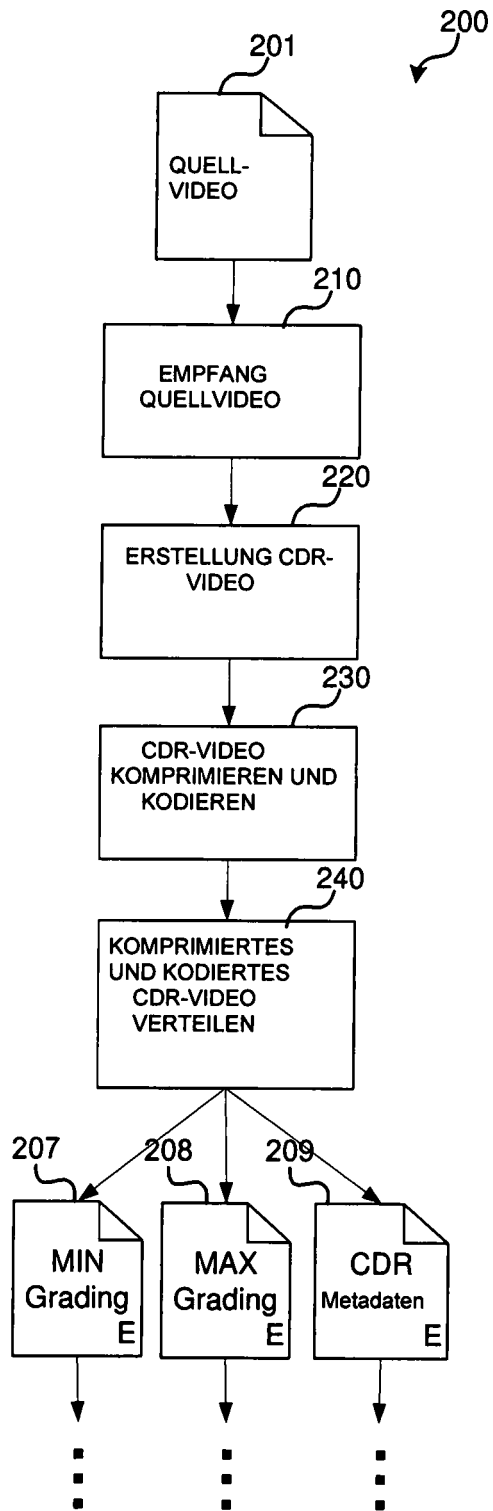 200
201
QUELL-
VIDEO
210
EMPFANG
QUELLVIDEO
220
ERSTELLUNG CDR-
VIDEO
230
CDR-VIDEO
KOMPRIMIEREN UND
KODIEREN
240
KOMPRIMIERTES
UND KODIERTES
CDR-VIDEO
VERTEILEN
207
MIN
Grading
E
208
MAX
Grading
E
209
CDR
Metadaten
E